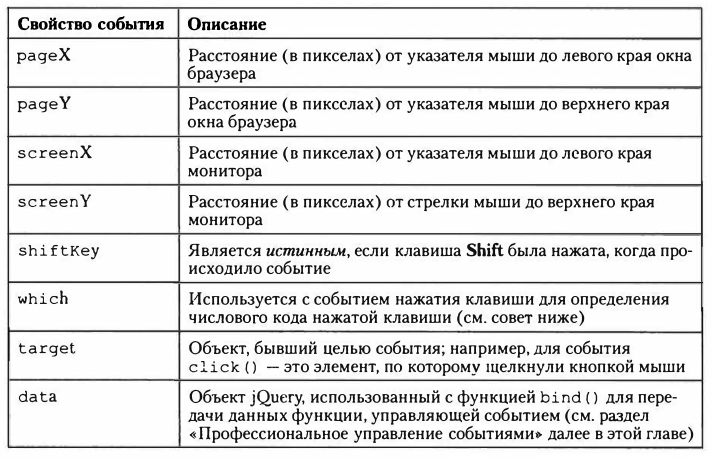 Свойство события Описание
pageX Расстояние (в пикселах) от указателя мыши до левого края окна
браузера
pageY Расстояние (в пикселах) от указателя мыши до верхнего края
окна браузера
screenX Расстояние (в пикселах) от указателя мыши до левого края
монитора
screenY Расстояние (в пикселах) от стрелки мыши до верхнего края
монитора
shiftKey Является истинным, если клавиша Shift была нажата, когда про-
исходило событие
which Используется с событием нажатия клавиши для определения
числового кода нажатой клавиши (см. совет ниже)
target Объект, бывший целью события; например, для события
click() — это элемент, по которому щелкнули кнопкой мыши
data Объект jQuery, использованный с функцией bind() для пере-
дачи данных функции, управляющей событием (см. раздел
«Профессиональное управление событиями» далее в этой главе)